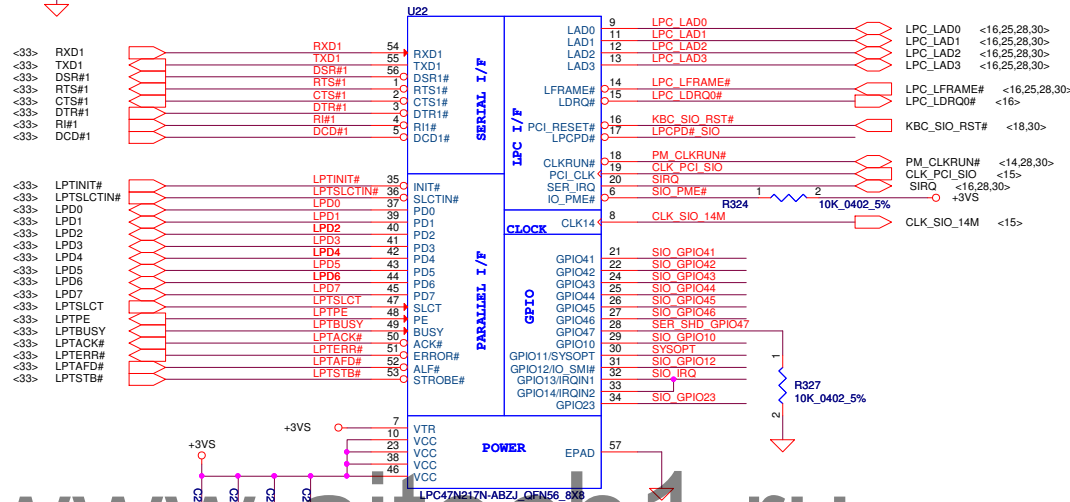 U22
<33> RXD1 RXD1 54 RXD1
<33> TXD1 TXD1 55 TXD1
<33> DSR#1 DSR#1 56 DSR1#
<33> RTS#1 RTS#1 1 RTS1#
<33> CTS#1 CTS#1 2 CTS1#
<33> DTR#1 DTR#1 3 DTR1#
<33> RI#1 RI#1 4 RI1#
<33> DCD#1 DCD#1 5 DCD1#
SERIAL I/F
LPC I/F
LAD0 9 LPC_LAD0 LPC_LAD0 <16,25,28,30>
LAD1 11 LPC_LAD1 LPC_LAD1 <16,25,28,30>
LAD2 12 LPC_LAD2 LPC_LAD2 <16,25,28,30>
LAD3 13 LPC_LAD3 LPC_LAD3 <16,25,28,30>
LFRAME# 14 LPC_LFRAME# LPC_LFRAME# <16,25,28,30>
LDRQ# 15 LPC_LDRQ0# LPC_LDRQ0# <16>
PCI_RESET# 16 KBC_SIO_RST# KBC_SIO_RST# <18,30>
LPCPD# 17 LPCPD#_SIO
CLKRUN# 18 PM_CLKRUN# PM_CLKRUN# <14,28,30>
PCI_CLK 19 CLK_PCI_SIO CLK_PCI_SIO <15>
SER_IRQ 20 SIRQ SIRQ <16,28,30>
IO_PME# 6 SIO_PME# 1 2 +3VS
R324 10K_0402_5%
CLOCK
CLK14 8 CLK_SIO_14M CLK_SIO_14M <15>
<33> LPTINIT# LPTINIT# 35 INIT#
<33> LPTSLCTIN# LPTSLCTIN# 36 SLCTIN#
<33> LPD0 LPD0 37 PD0
<33> LPD1 LPD1 39 PD1
<33> LPD2 LPD2 40 PD2
<33> LPD3 LPD3 41 PD3
<33> LPD4 LPD4 42 PD4
<33> LPD5 LPD5 43 PD5
<33> LPD6 LPD6 44 PD6
<33> LPD7 LPD7 45 PD7
<33> LPTSLCT LPTSLCT 47 SLCT
<33> LPTPE LPTPE 48 PE
<33> LPTBUSY LPTBUSY 49 BUSY
<33> LPTACK# LPTACK# 50 ACK#
<33> LPTERR# LPTERR# 51 ERROR#
<33> LPTAFD# LPTAFD# 52 ALF#
<33> LPTSTB# LPTSTB# 53 STROBE#
PARALLEL I/F
GPIO
GPIO41 21 SIO_GPIO41
GPIO42 22 SIO_GPIO42
GPIO43 24 SIO_GPIO43
GPIO44 25 SIO_GPIO44
GPIO45 26 SIO_GPIO45
GPIO46 27 SIO_GPIO46
GPIO47 28 SER_SHD_GPIO47
GPIO10 29 SIO_GPIO10
GPIO11/SYSOPT 30 SYSOPT
GPIO12/IO_SMI# 31 SIO_GPIO12
GPIO13/IRQIN1 32 SIO_IRQ
GPIO14/IRQIN2 33
GPIO23 34 SIO_GPIO23
1
R327
10K_0402_5%
2
+3VS 7 VTR
10 VCC
+3VS 23 VCC
38 VCC
46 VCC
POWER
EPAD 57
LPC47N217N-ABZJ_QFN56_8X8